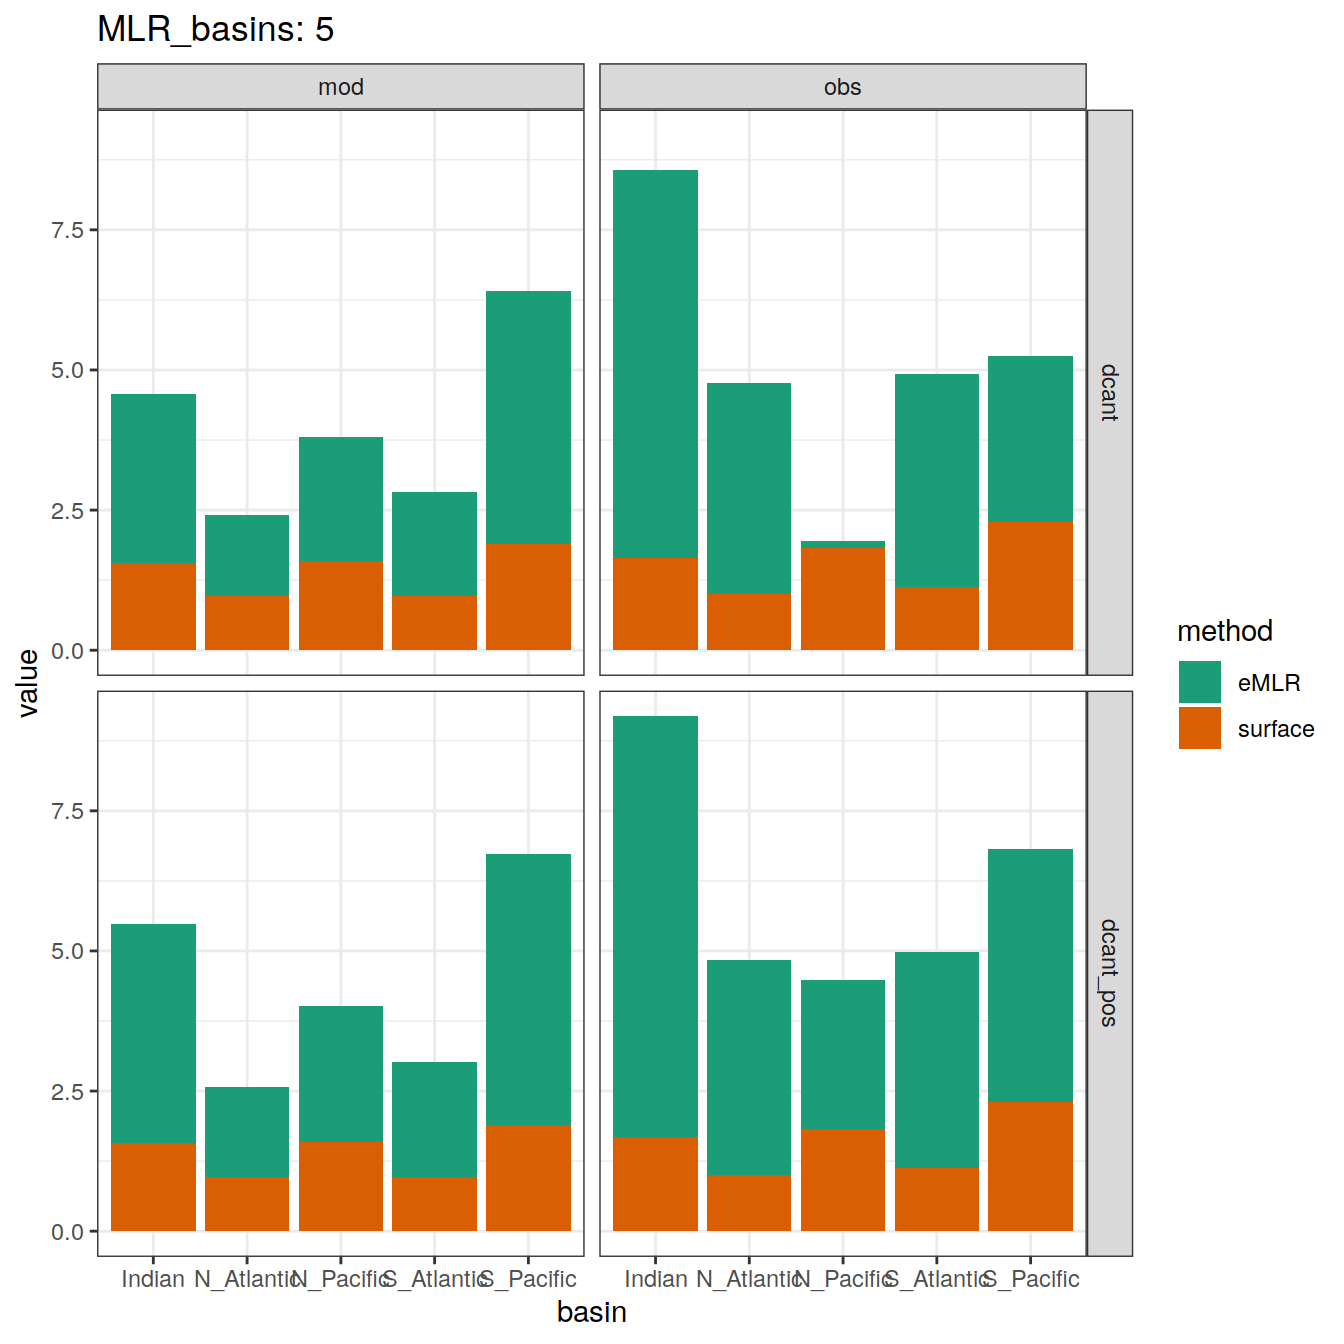 MLR_basins: 5
mod
obs
7.5
5.0
2.5
0.0
dcant
7.5
5.0
2.5
0.0
dcant_pos
value
Indian N_Atlantic N_Pacific S_Atlantic S_Pacific
Indian N_Atlantic N_Pacific S_Atlantic S_Pacific
basin
method
eMLR
surface